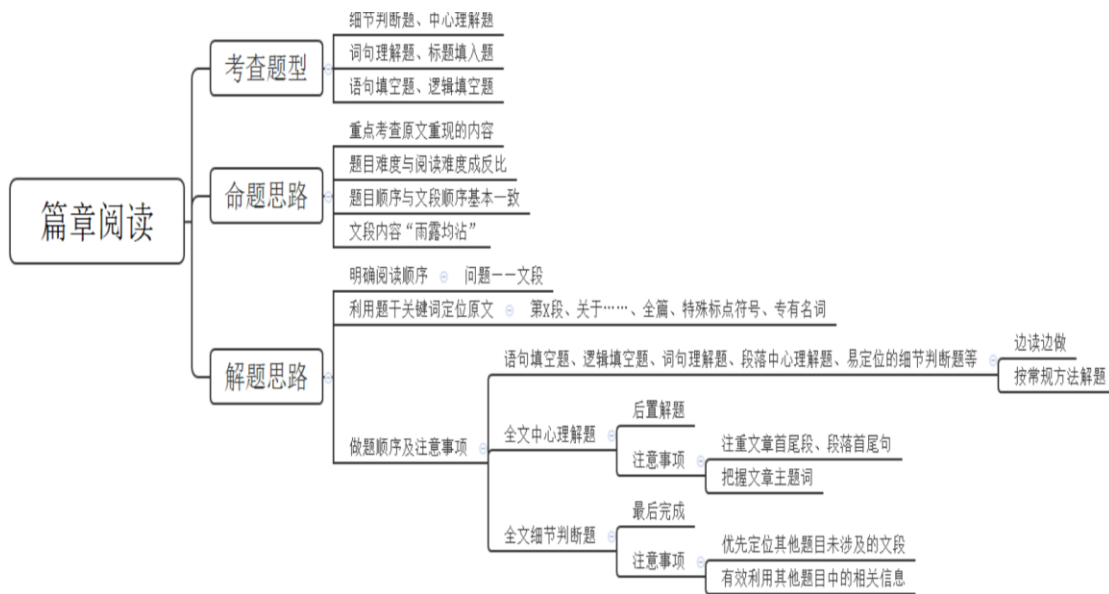 篇章阅读
考查题型
细节判断题、中心理解题
词句理解题、标题填入题
语句填空题、逻辑填空题
命题思路
重点考查原文重现的内容
题目难度与阅读难度成反比
题目顺序与文段顺序基本一致
文段内容“雨露均沾”
解题思路
明确阅读顺序
问题——文段
利用题干关键词定位原文
第X段、关于……、全篇、特殊标点符号、专有名词
做题顺序及注意事项
语句填空题、逻辑填空题、词句理解题、段落中心理解题、易定位的细节判断题等
边读边做
按常规方法解题
全文中心理解题
后置解题
注意事项
注重文章首尾段、段落首尾句
把握文章主题词
全文细节判断题
最后完成
注意事项
优先定位其他题目未涉及的文段
有效利用其他题目中的相关信息